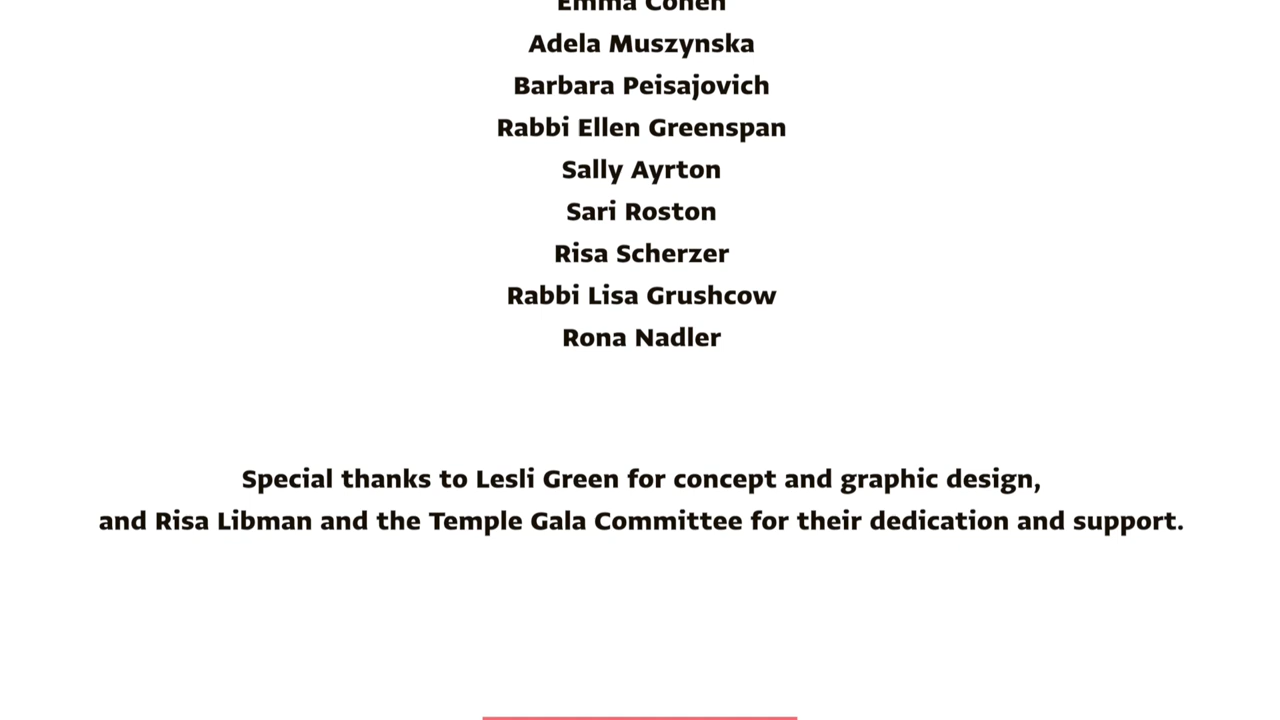 Emma Cohen
Adela Muszynska
Barbara Peisajovich
Rabbi Ellen Greenspan
Sally Ayrton
Sari Roston
Risa Scherzer
Rabbi Lisa Grushcow
Rona Nadler
Special thanks to Lesli Green for concept and graphic design,
and Risa Libman and the Temple Gala Committee for their dedication and support.